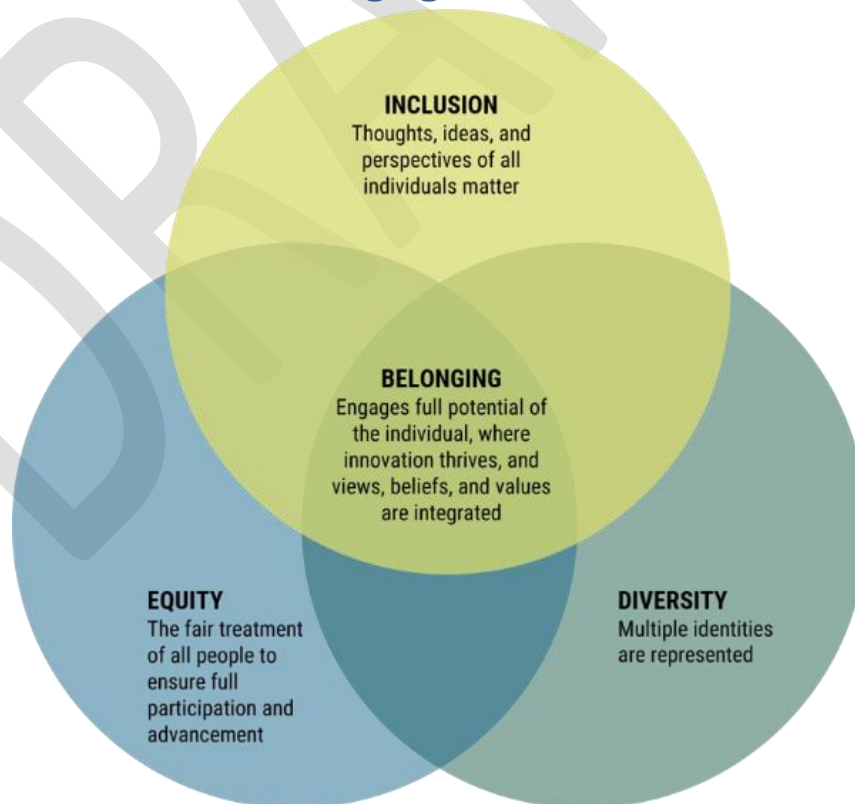 INCLUSION
Thoughts, ideas, and
perspectives of all
individuals matter
BELONGING
Engages full potential of
the individual, where
innovation thrives, and
views, beliefs, and values
are integrated
EQUITY
The fair treatment
of all people to
ensure full
participation and
advancement
DIVERSITY
Multiple identities
are represented